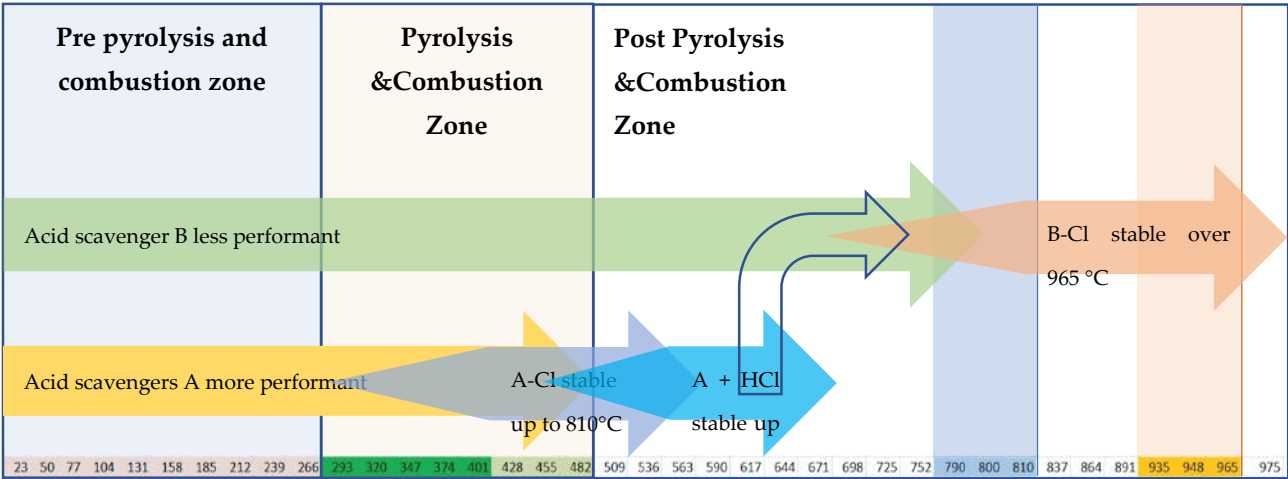 Pre pyrolysis and
combustion zone
Pyrolysis
&Combustion
Zone
Post Pyrolysis
&Combustion
Zone
Acid scavenger B less performant
B-Cl stable over
965 °C
Acid scavengers A more performant
A-Cl stable
up to 810°C
A + HCl
stable up
23 50 77 104 131 158 185 212 239 266 293 320 347 374 401 428 455 482 509 536 563 590 617 644 671 698 725 752 790 800 810 837 864 891 935 948 965 975